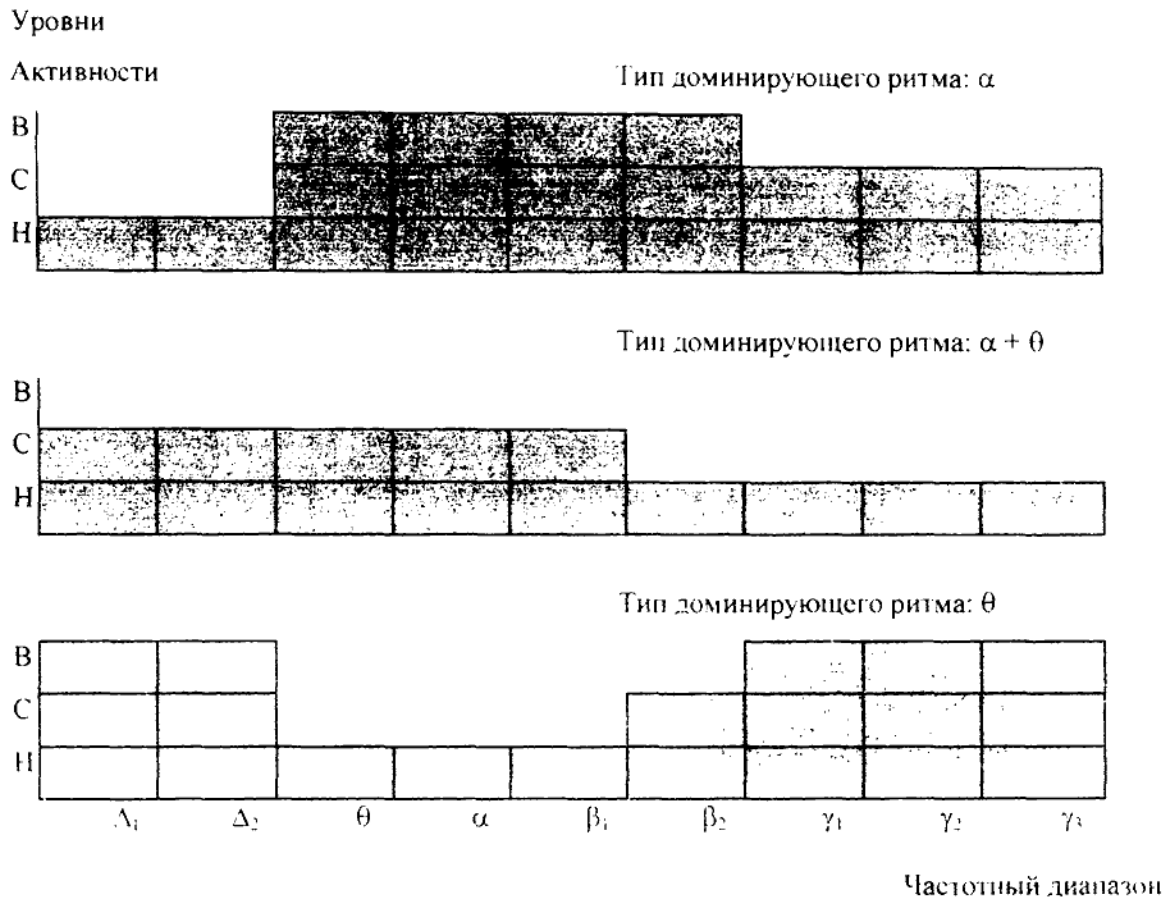 Уровни
Активности
Тип доминирующего ритма: α
В
С
Н
Тип доминирующего ритма: α + θ
В
С
Н
Тип доминирующего ритма: θ
В
С
Н
Δ₁ Δ₂ θ α β₁ β₂ γ₁ γ₂ γ₃
Частотный диапазон